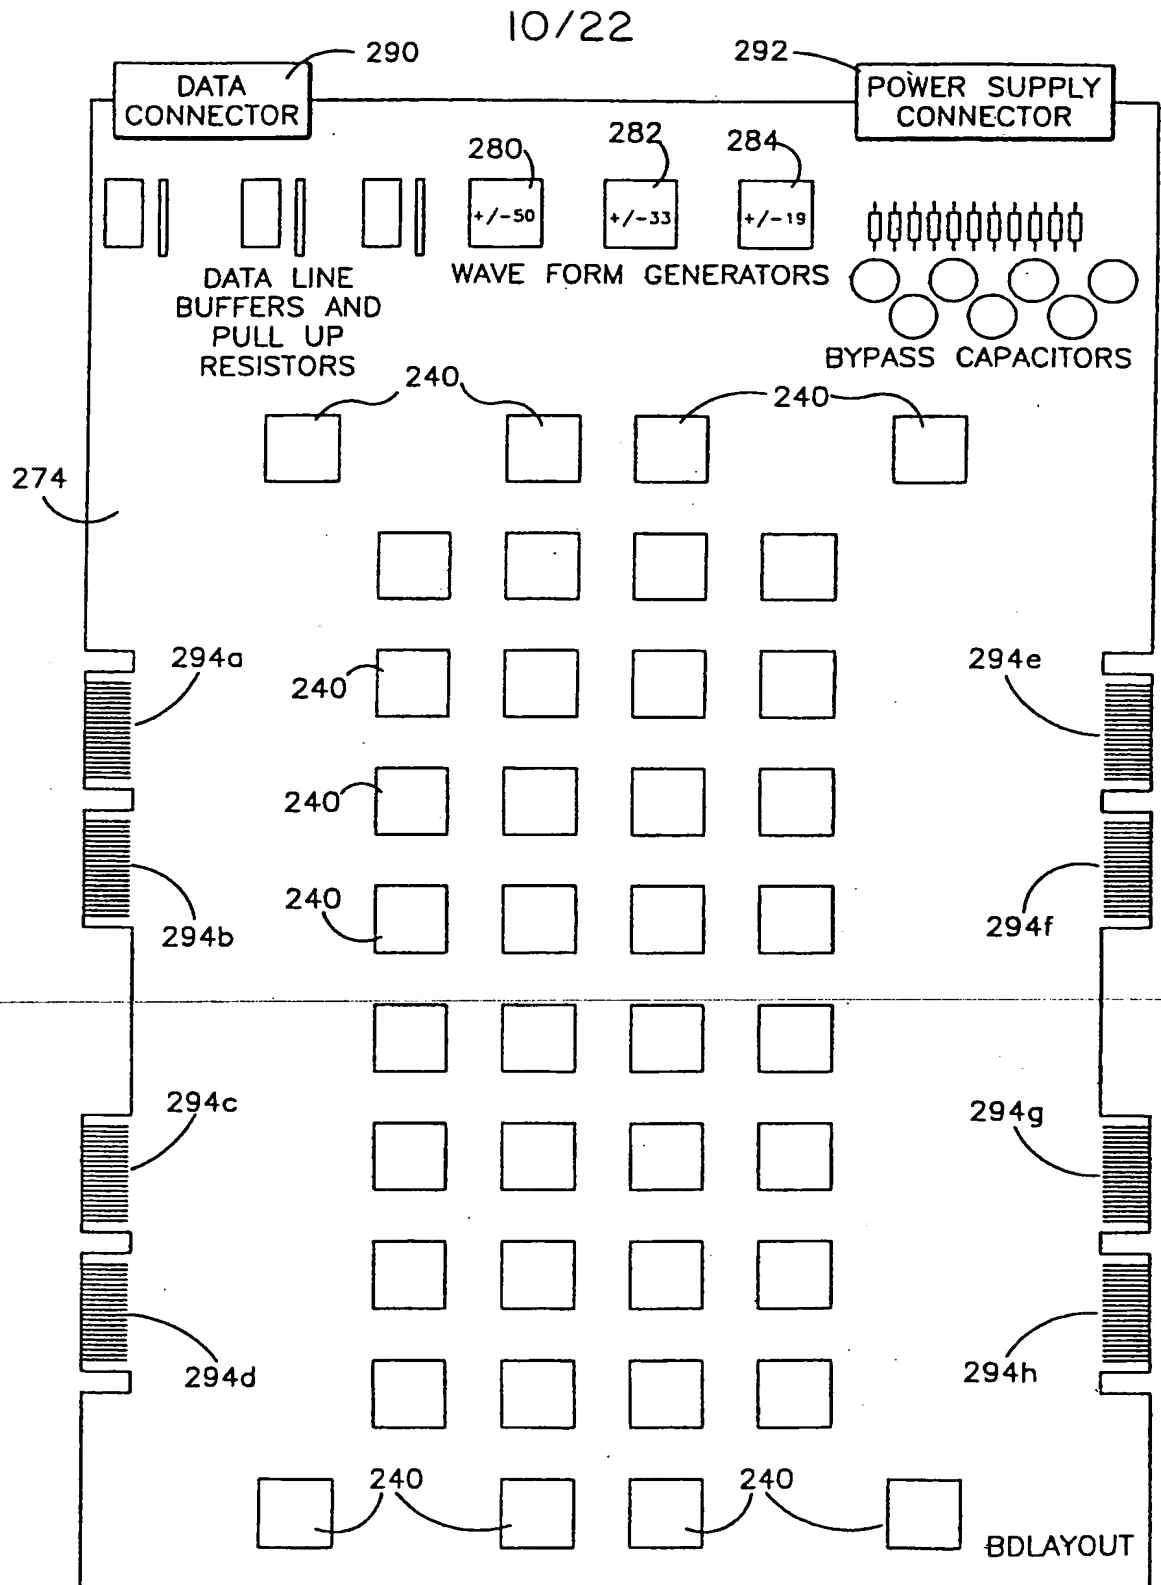 10/22
290
292
DATA
CONNECTOR
POWER SUPPLY
CONNECTOR
280
282
284
+/-50
+/-33
+/-19
DATA LINE
BUFFERS AND
PULL UP
RESISTORS
WAVE FORM GENERATORS
BYPASS CAPACITORS
240
240
274
294a
240
294e
240
240
294b
294f
294c
294g
294d
294h
240
240
BDLAYOUT